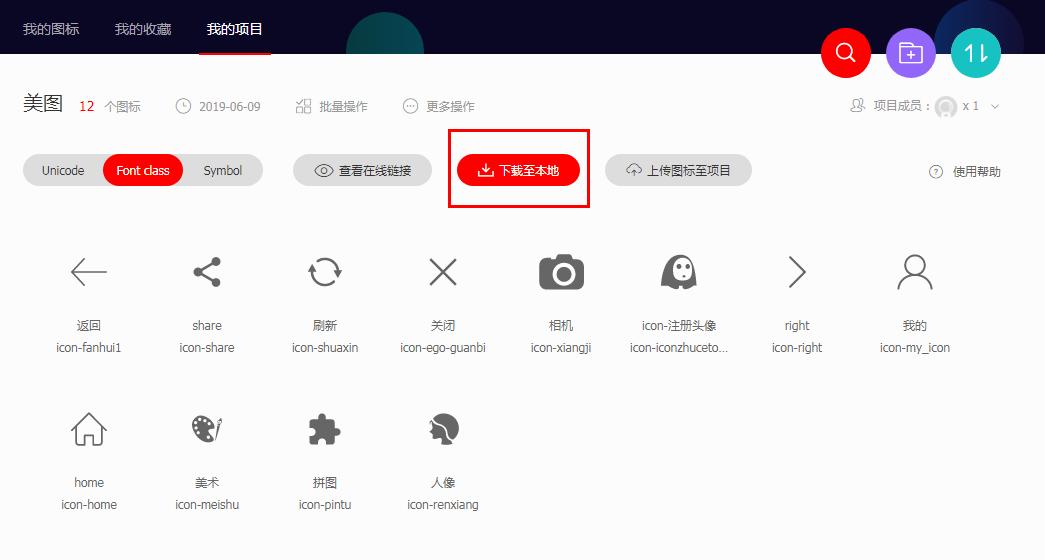 我的图标 我的收藏 我的项目
美图 12 个图标 2019-06-09 批量操作 更多操作 项目成员： x 1
Unicode Font class Symbol 查看在线链接 下载至本地 上传图标至项目 使用帮助
返回 share 刷新 关闭 相机 icon-注册头像 right 我的
icon-fanhui1 icon-share icon-shuaxin icon-ego-guanbi icon-xiangji icon-iconzhuceto... icon-right icon-my_icon
home 美术 拼图 人像
icon-home icon-meishu icon-pintu icon-renxiang